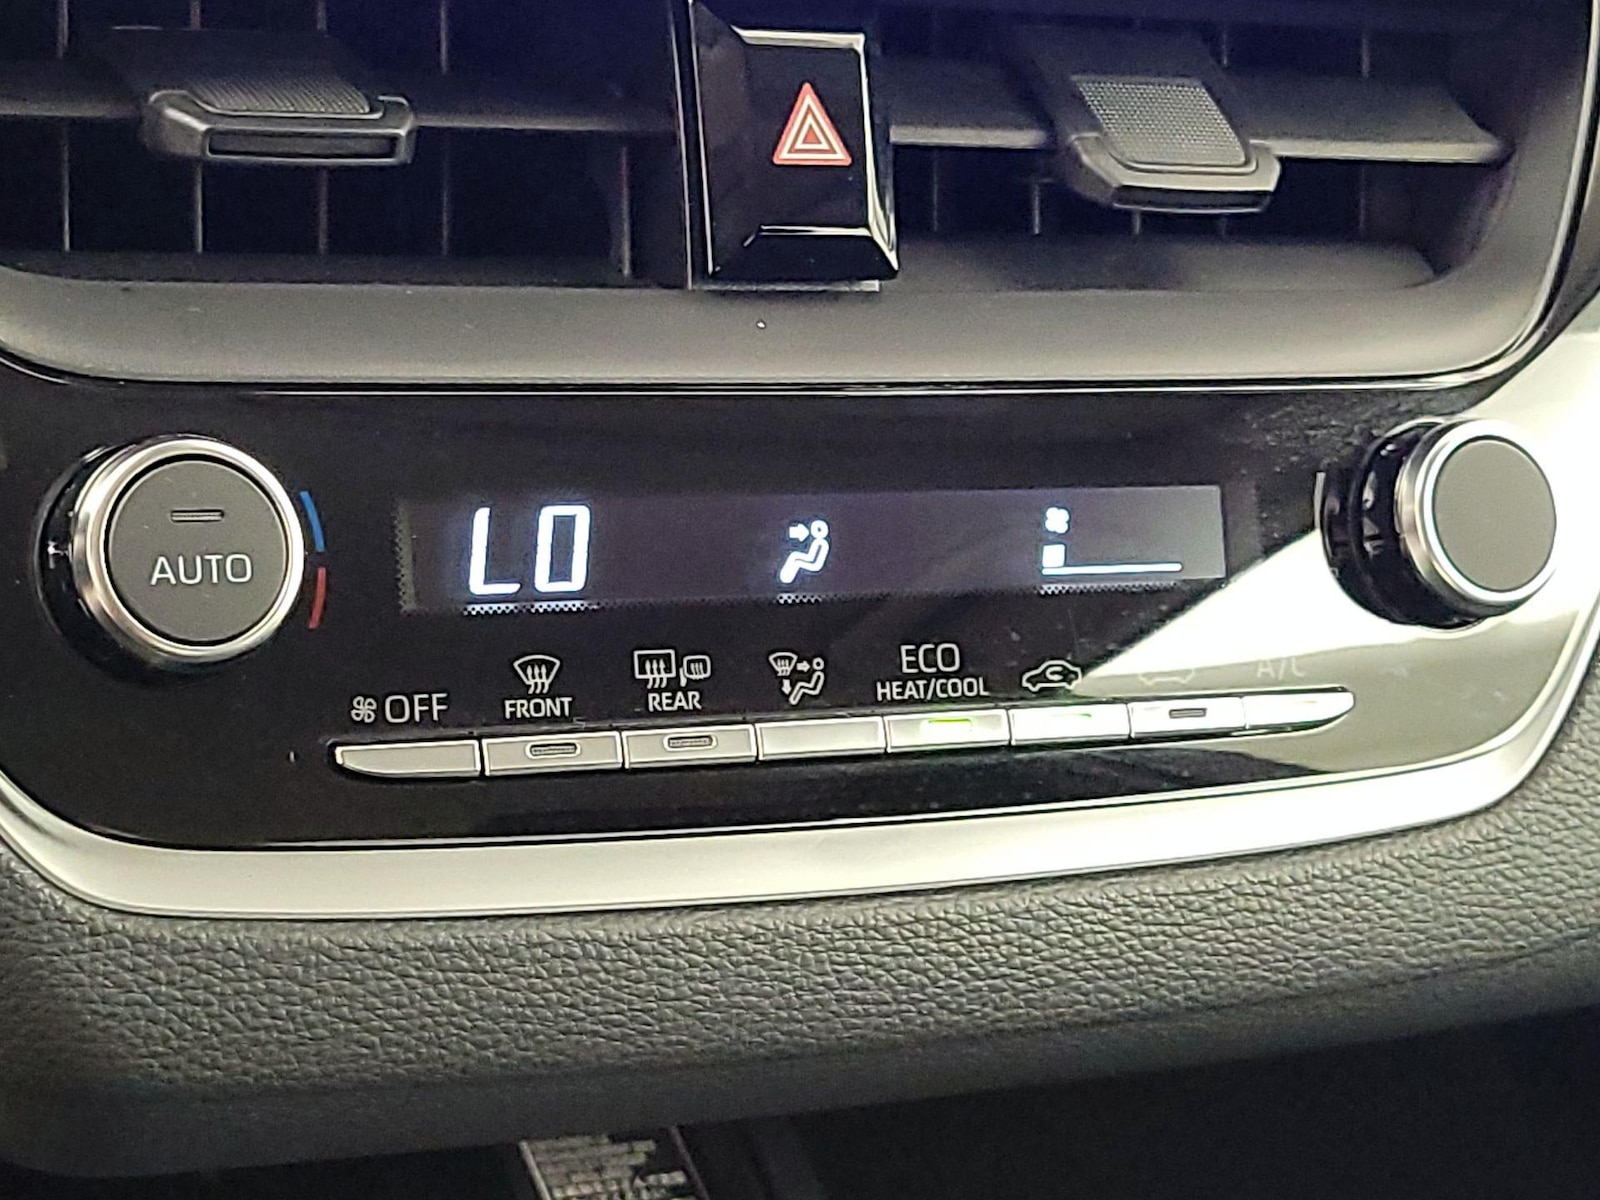 AUTO
LO
OFF
FRONT
REAR
ECO
HEAT/COOL
A/C